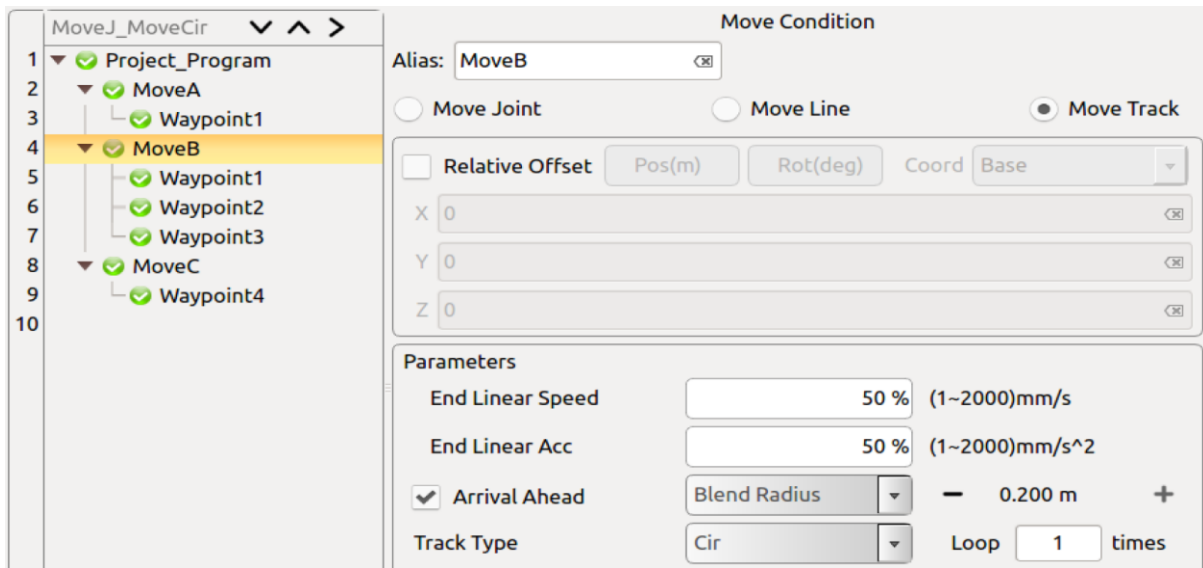 MoveJ_MoveCir
1 Project_Program
2 MoveA
3 Waypoint1
4 MoveB
5 Waypoint1
6 Waypoint2
7 Waypoint3
8 MoveC
9 Waypoint4
10
Move Condition
Alias: MoveB
Move Joint Move Line Move Track
Relative Offset Pos(m) Rot(deg) Coord Base
X 0
Y 0
Z 0
Parameters
End Linear Speed 50 % (1~2000)mm/s
End Linear Acc 50 % (1~2000)mm/s^2
Arrival Ahead Blend Radius − 0.200 m +
Track Type Cir Loop 1 times